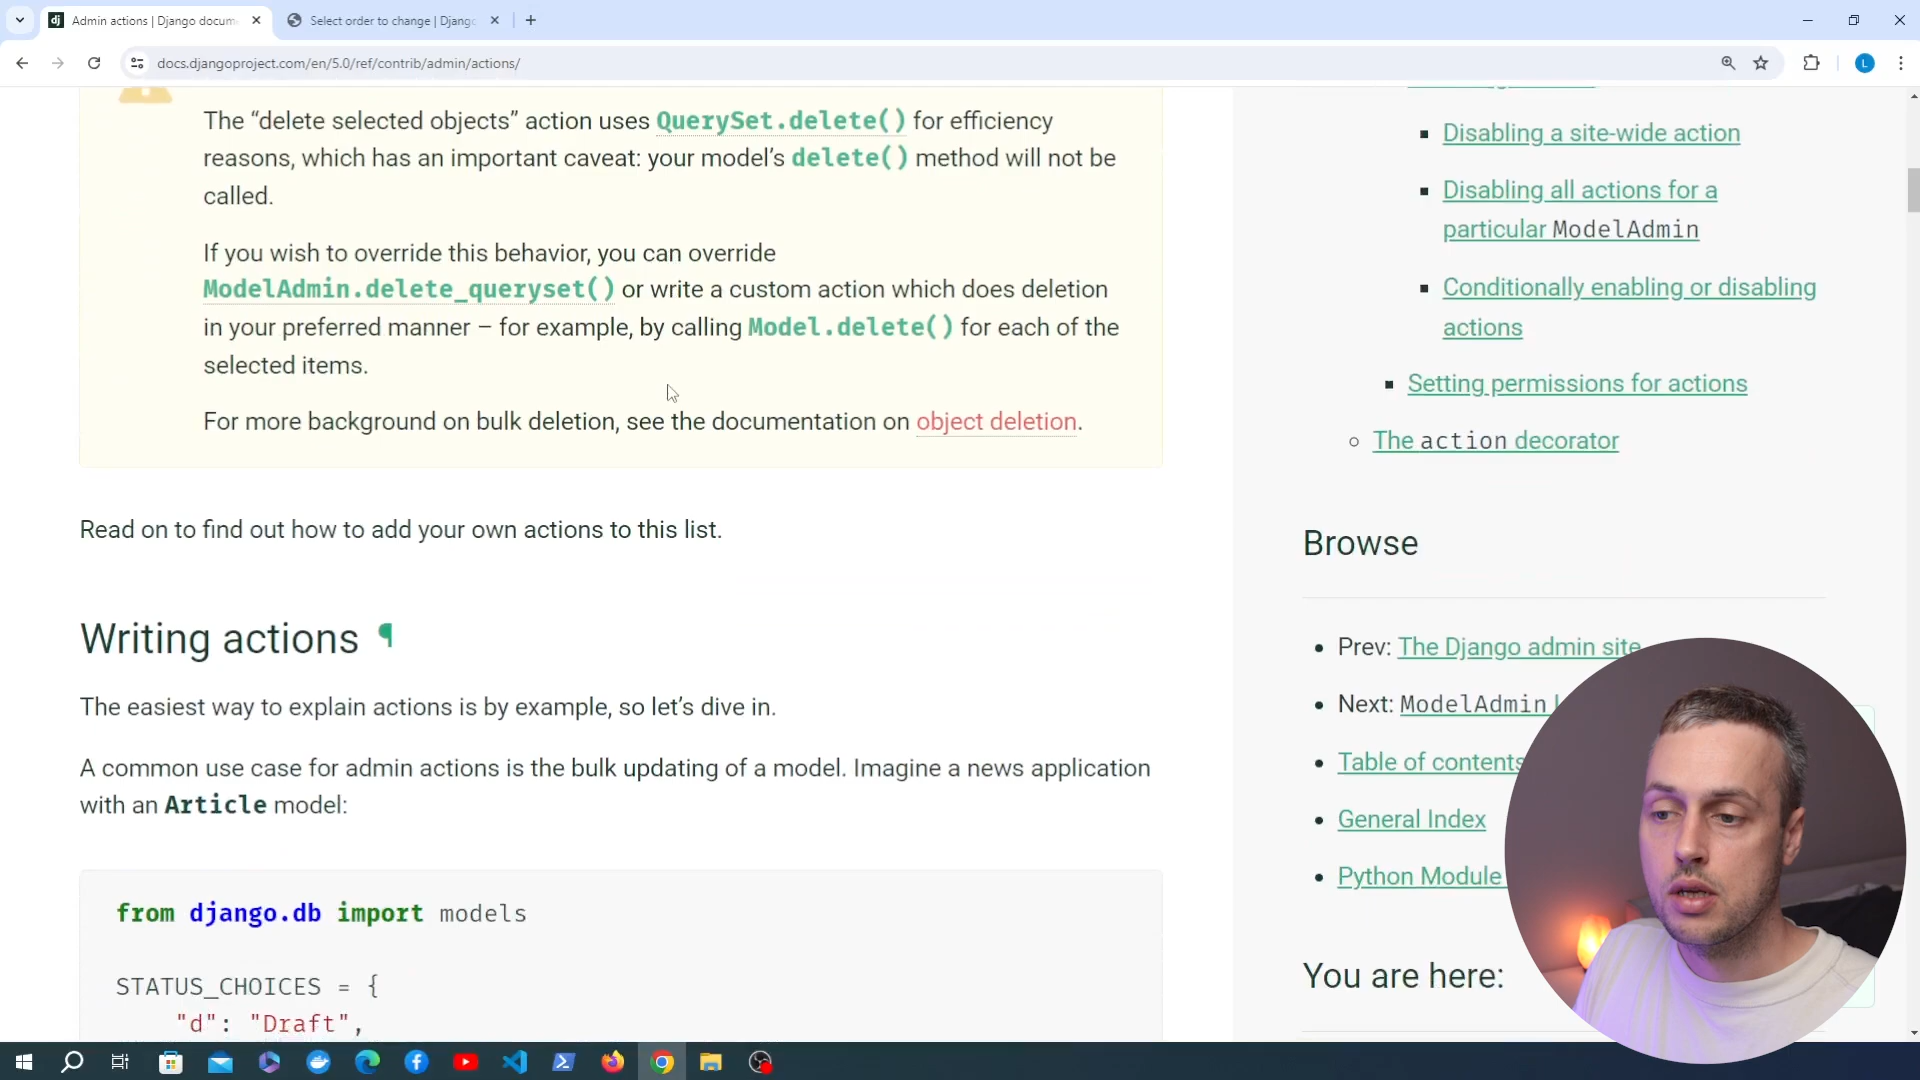 Admin actions | Django docum
Select order to change | Djang
docs.djangoproject.com/en/5.0/ref/contrib/admin/actions/
L
The “delete selected objects” action uses QuerySet.delete() for efficiency
reasons, which has an important caveat: your model’s delete() method will not be
called.
If you wish to override this behavior, you can override
ModelAdmin.delete_queryset() or write a custom action which does deletion
in your preferred manner – for example, by calling Model.delete() for each of the
selected items.
For more background on bulk deletion, see the documentation on object deletion.
Read on to find out how to add your own actions to this list.
Writing actions ¶
The easiest way to explain actions is by example, so let’s dive in.
A common use case for admin actions is the bulk updating of a model. Imagine a news application
with an Article model:
from django.db import models
STATUS_CHOICES = {
"d": "Draft",
Disabling a site-wide action
Disabling all actions for a
particular ModelAdmin
Conditionally enabling or disabling
actions
Setting permissions for actions
The action decorator
Browse
Prev: The Django admin site
Next: ModelAdmin
Table of contents
General Index
Python Module
You are here: